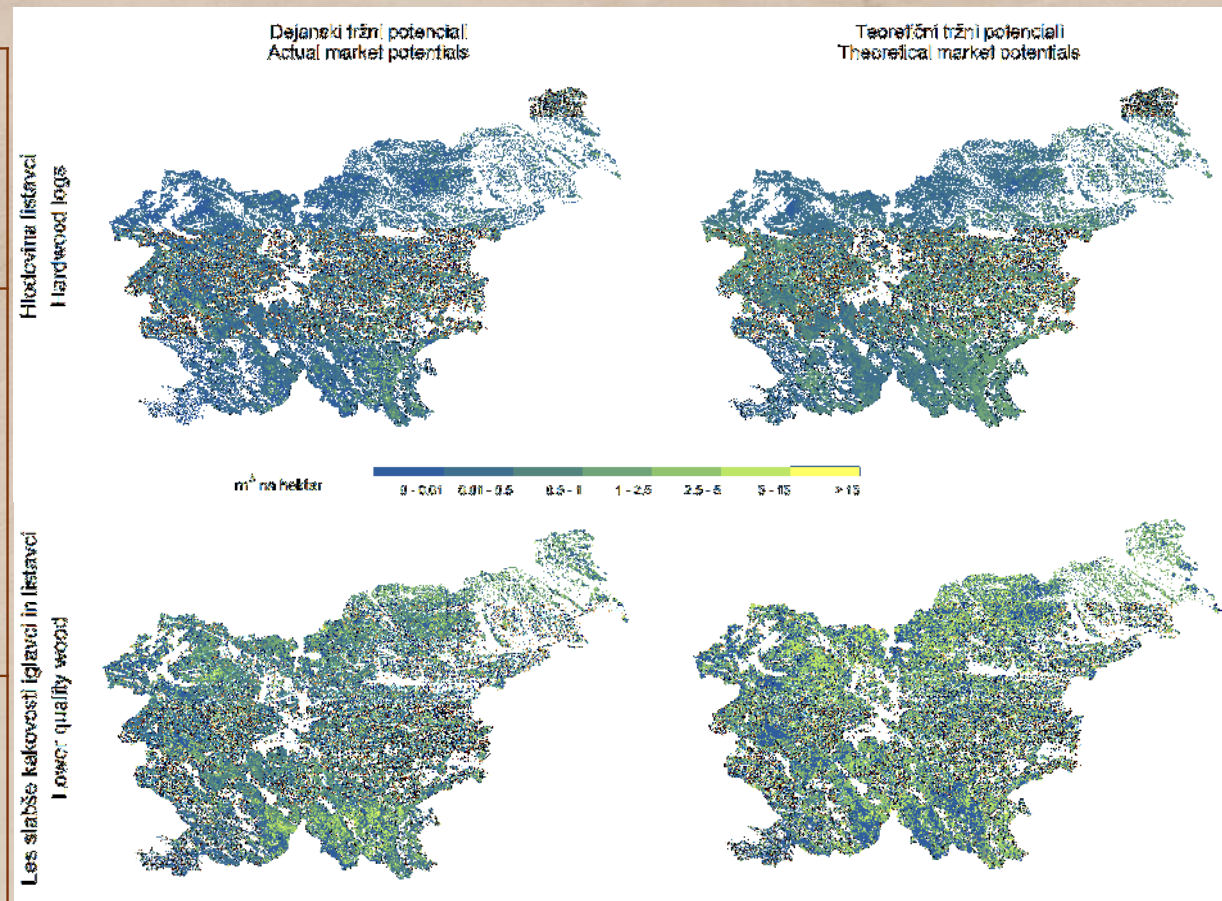 Dejanski tržni potenciali
Actual market potentials
Teoretični tržni potenciali
Theoretical market potentials
Hlodovina listavci
Hardwood logs
m³ na hektar
0 - 0.01 0.01 - 0.5 0.5 - 1 1 - 2.5 2.5 - 5 5 - 15 > 15
Les slabše kakovosti iglavci in listavci
Lower quality wood